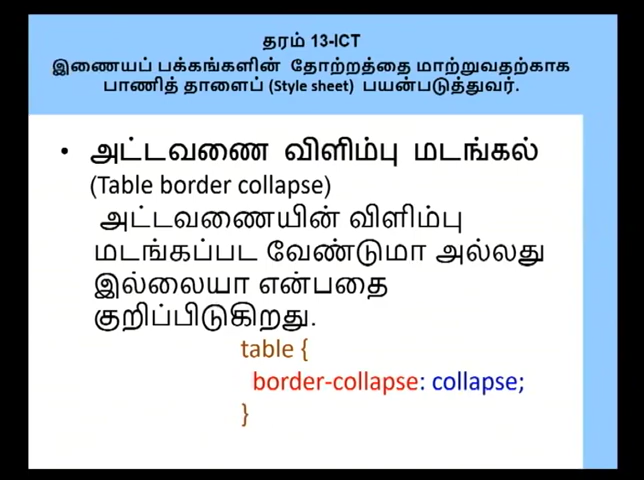 தரம் 13-ICT
இணையப் பக்கங்களின் தோற்றத்தை மாற்றுவதற்காக
பாணித் தாளைப் (Style sheet) பயன்படுத்துவர்.
• அட்டவணை விளிம்பு மடங்கல்
(Table border collapse)
அட்டவணையின் விளிம்பு
மடங்கப்பட வேண்டுமா அல்லது
இல்லையா என்பதை
குறிப்பிடுகிறது.
table {
border-collapse: collapse;
}